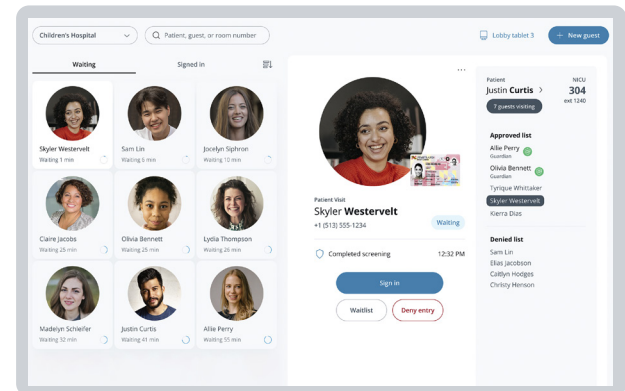 Children's Hospital
Patient, guest, or room number
Lobby tablet 3
+ New guest
Waiting
Signed in
Skyler Westervelt
Waiting 1 min
Sam Lin
Waiting 6 min
Jocelyn Siphron
Waiting 10 min
Claire Jacobs
Waiting 25 min
Olivia Bennett
Waiting 25 min
Lydia Thompson
Waiting 26 min
Madelyn Schleifer
Waiting 32 min
Justin Curtis
Waiting 41 min
Allie Perry
Waiting 55 min
Patient Visit
Skyler Westervelt
+1 (513) 555-1234
Waiting
Completed screening
12:32 PM
Sign in
Waitlist
Deny entry
Patient
NICU
Justin Curtis >
304
7 guests visiting
ext 1240
Approved list
Allie Perry
Guardian
Olivia Bennett
Guardian
Tyrique Whittaker
Skyler Westervelt
Kierra Dias
Denied list
Sam Lin
Elias Jacobson
Caitlyn Hodges
Christy Henson